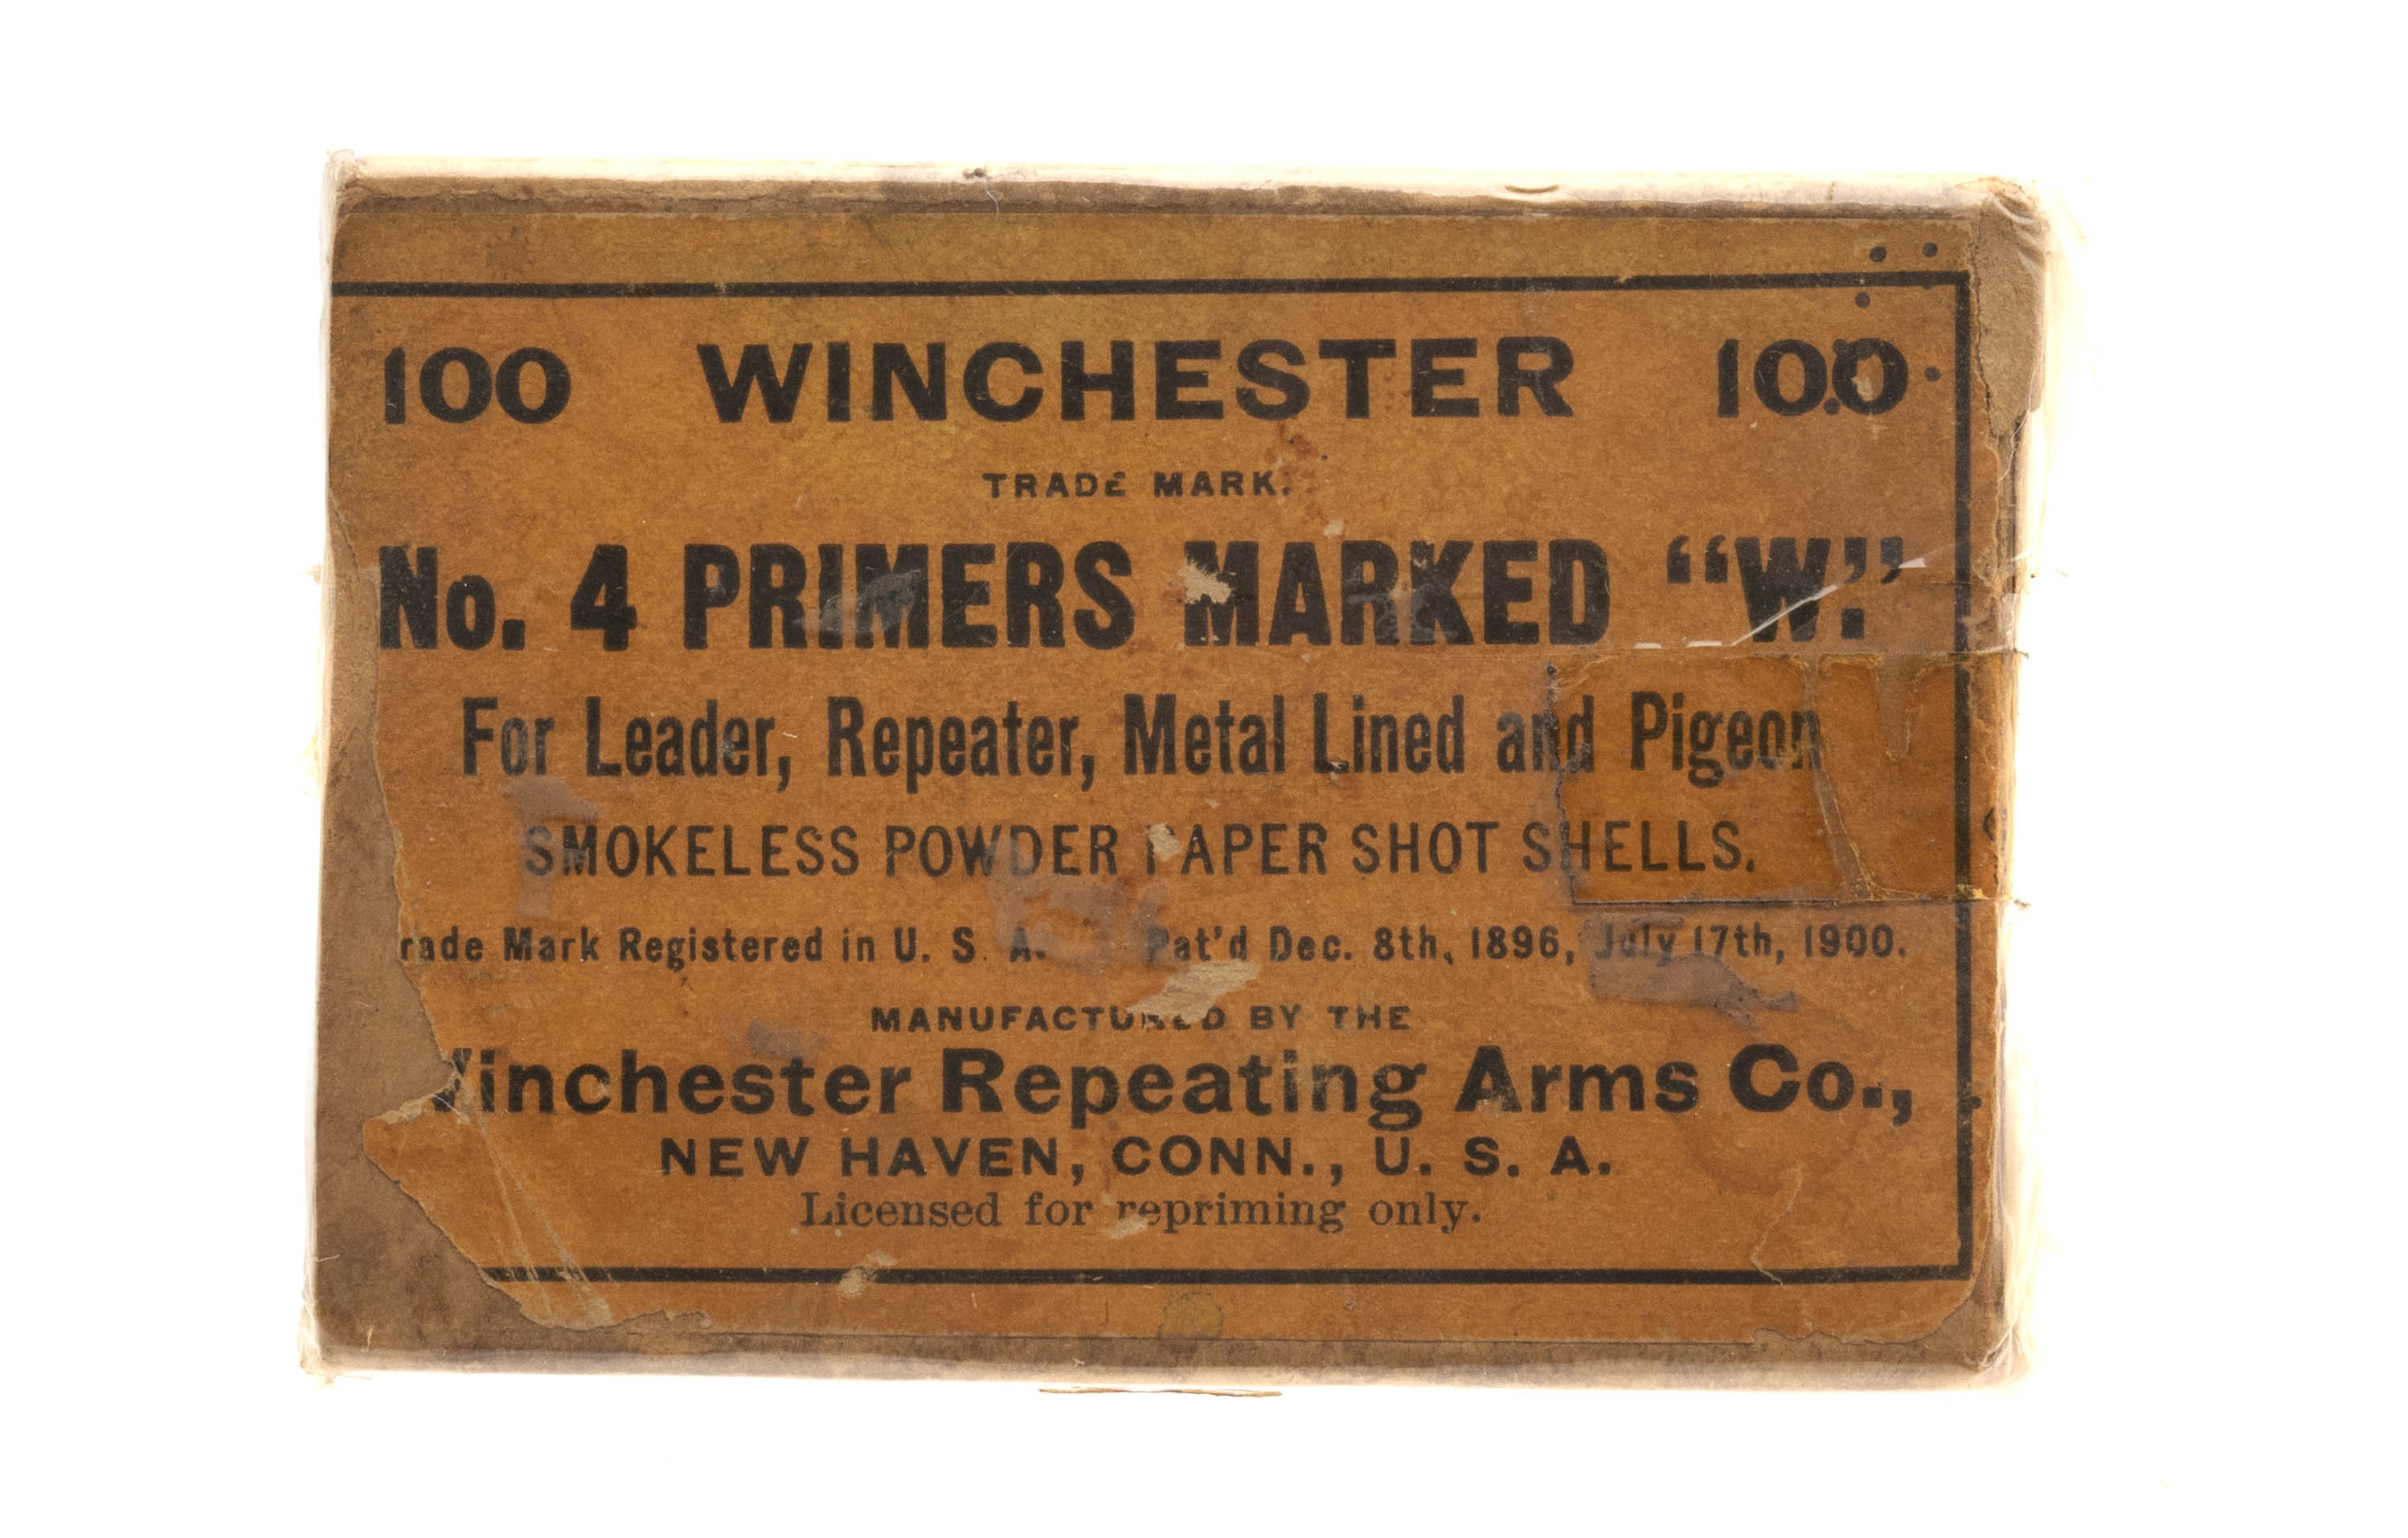 100 WINCHESTER 100
TRADE MARK.
No. 4 PRIMERS MARKED “W.”
For Leader, Repeater, Metal Lined and Pigeon
SMOKELESS POWDER PAPER SHOT SHELLS.
rade Mark Registered in U. S. A. Pat'd Dec. 8th, 1896, July 17th, 1900.
MANUFACTURED BY THE
Winchester Repeating Arms Co.,
NEW HAVEN, CONN., U. S. A.
Licensed for repriming only.